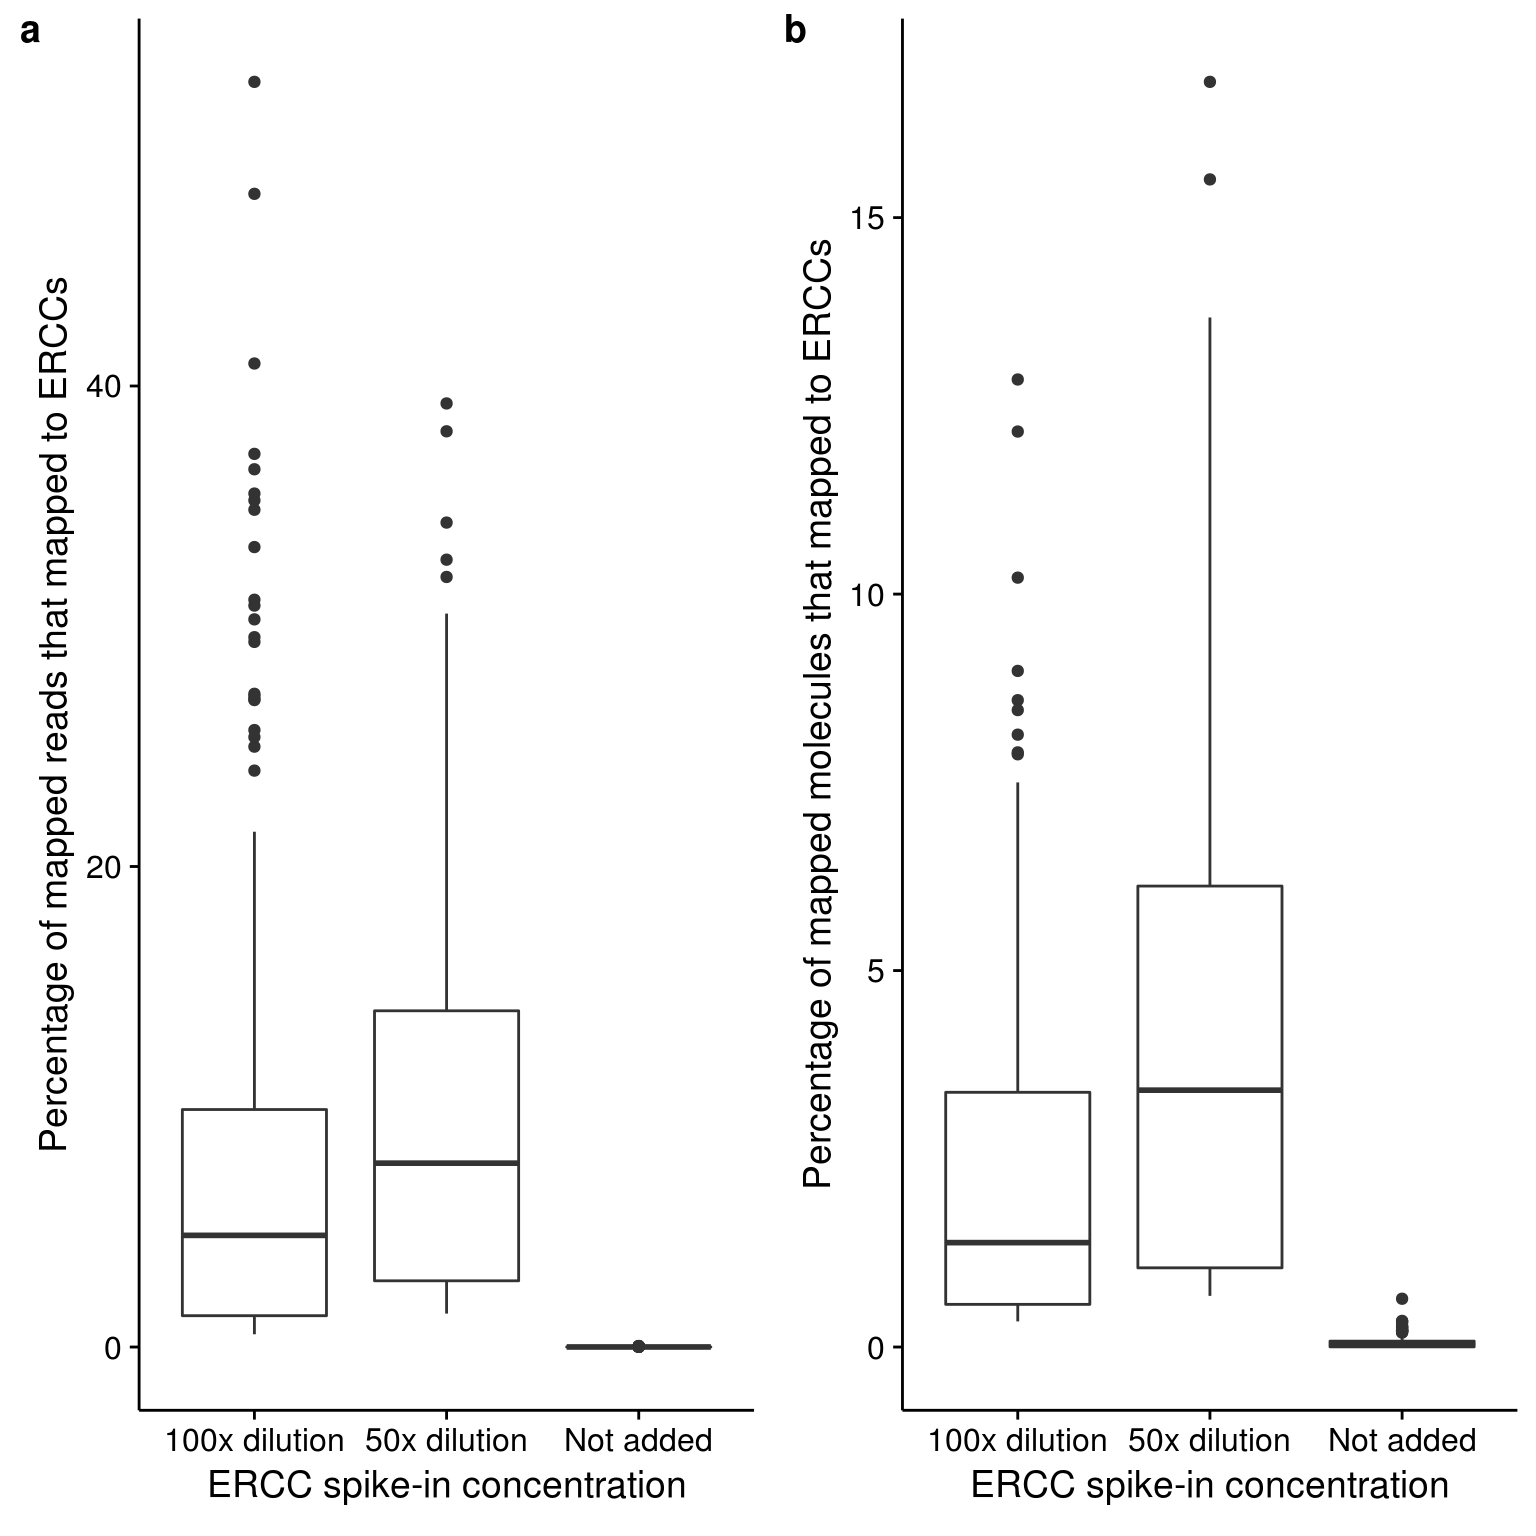 a
Percentage of mapped reads that mapped to ERCCs
40
20
0
100x dilution 50x dilution Not added
ERCC spike-in concentration
b
Percentage of mapped molecules that mapped to ERCCs
15
10
5
0
100x dilution 50x dilution Not added
ERCC spike-in concentration